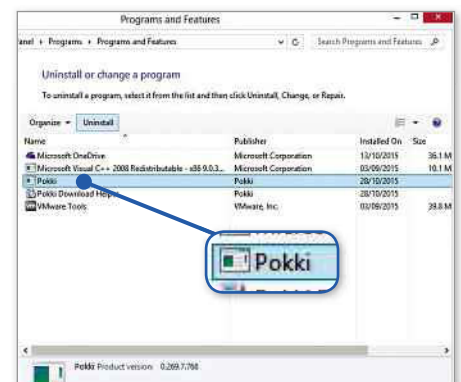 Programs and Features
anel ▸ Programs ▸ Programs and Features
Search Programs and Features
Uninstall or change a program
To uninstall a program, select it from the list and then click Uninstall, Change, or Repair.
Organize Uninstall
Name Publisher Installed On Size
Microsoft OneDrive Microsoft Corporation 13/10/2015 36.1 M
Microsoft Visual C++ 2008 Redistributable - x86 9.0.3... Microsoft Corporation 03/09/2015 10.1 M
Pokki Pokki 28/10/2015
Pokki Download Helper Pokki 28/10/2015
VMware Tools VMware, Inc. 03/09/2015 39.8 M
Pokki
Pokki Product version: 0.269.7.768